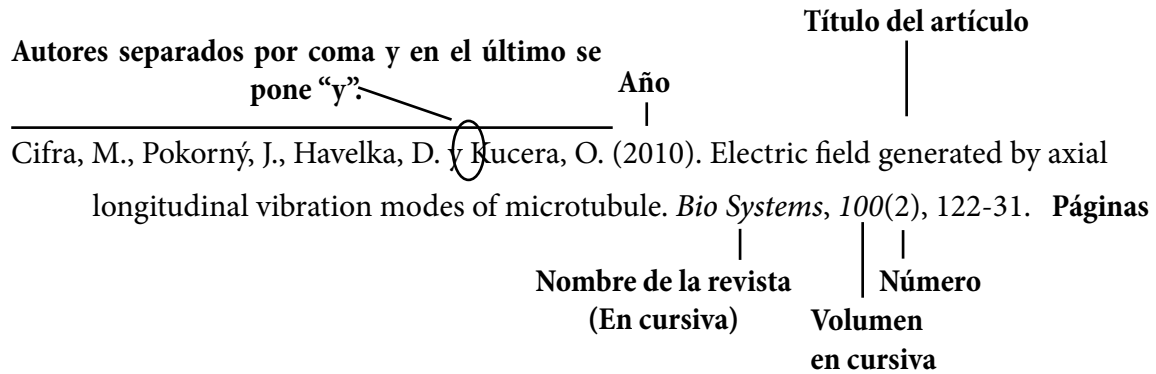 Título del artículo
Autores separados por coma y en el último se
pone “y”.
Año
Cifra, M., Pokorný, J., Havelka, D. y Kucera, O. (2010). Electric field generated by axial
longitudinal vibration modes of microtubule. Bio Systems, 100(2), 122-31. Páginas
Nombre de la revista
(En cursiva)
Número
Volumen
en cursiva